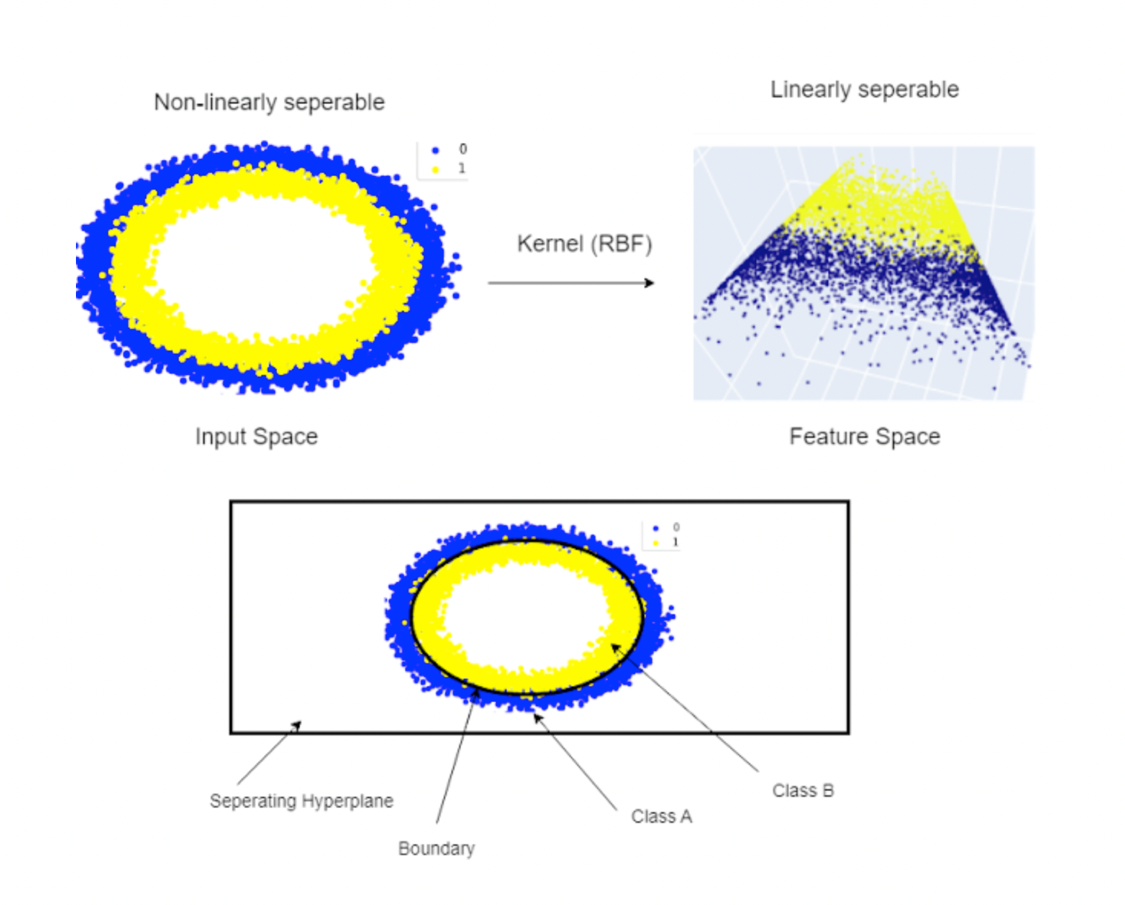 Non-linearly seperable
Linearly seperable
0
1
Kernel (RBF)
Input Space
Feature Space
0
1
Seperating Hyperplane
Class B
Class A
Boundary